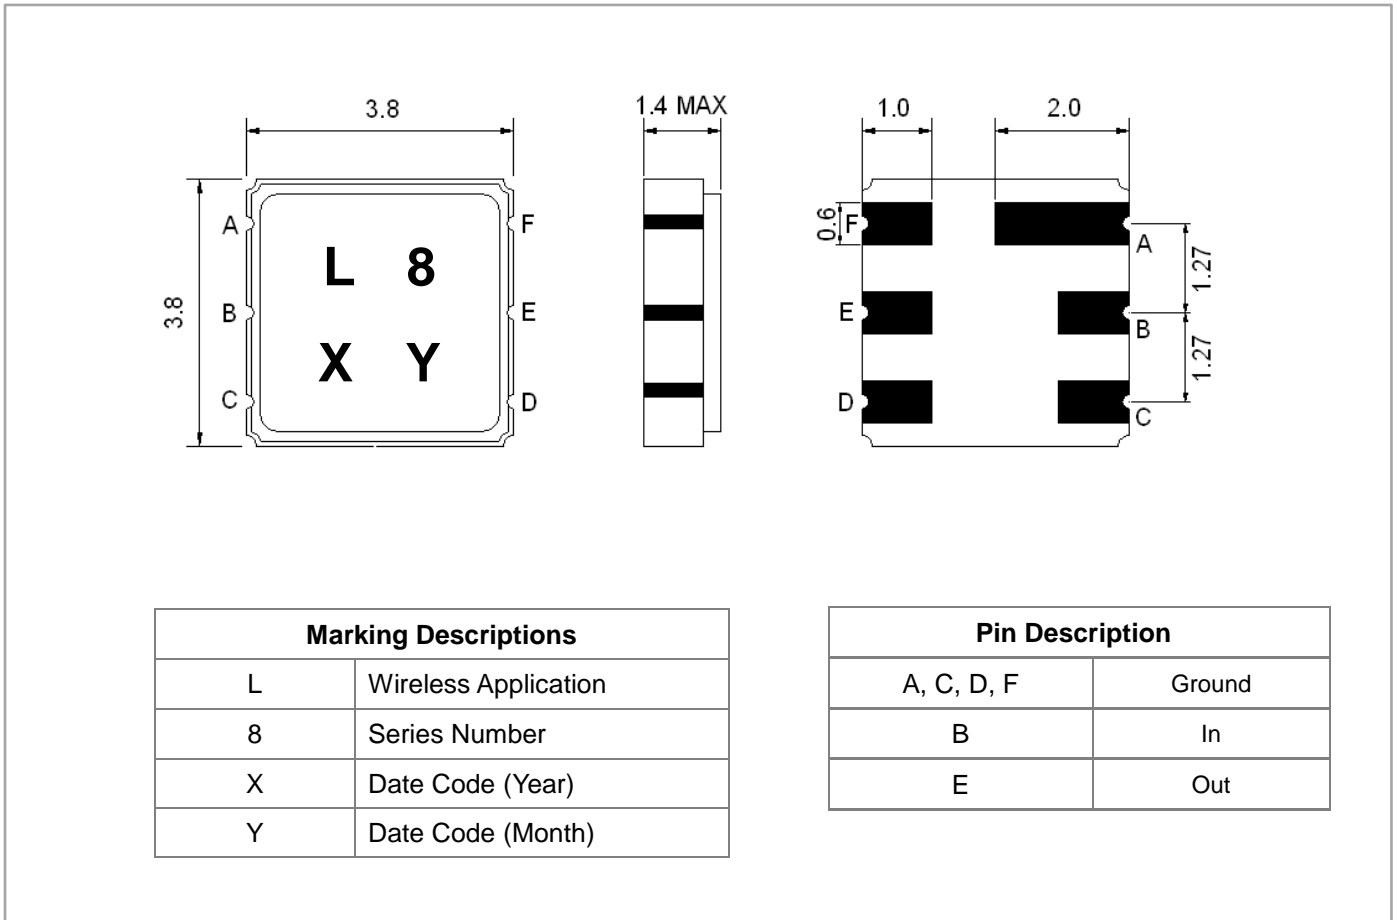 3.8
1.4 MAX
1.0
2.0
A
F
0.6
F
A
L 8
1.27
3.8
B
E
E
B
X Y
1.27
C
D
D
C
Marking Descriptions
L Wireless Application
8 Series Number
X Date Code (Year)
Y Date Code (Month)
Pin Description
A, C, D, F Ground
B In
E Out